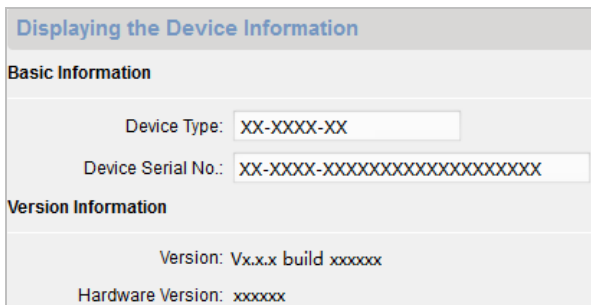 Displaying the Device Information
Basic Information
Device Type: XX-XXXX-XX
Device Serial No.: XX-XXXX-XXXXXXXXXXXXXXXXXXX
Version Information
Version: Vx.x.x build xxxxxx
Hardware Version: xxxxxx